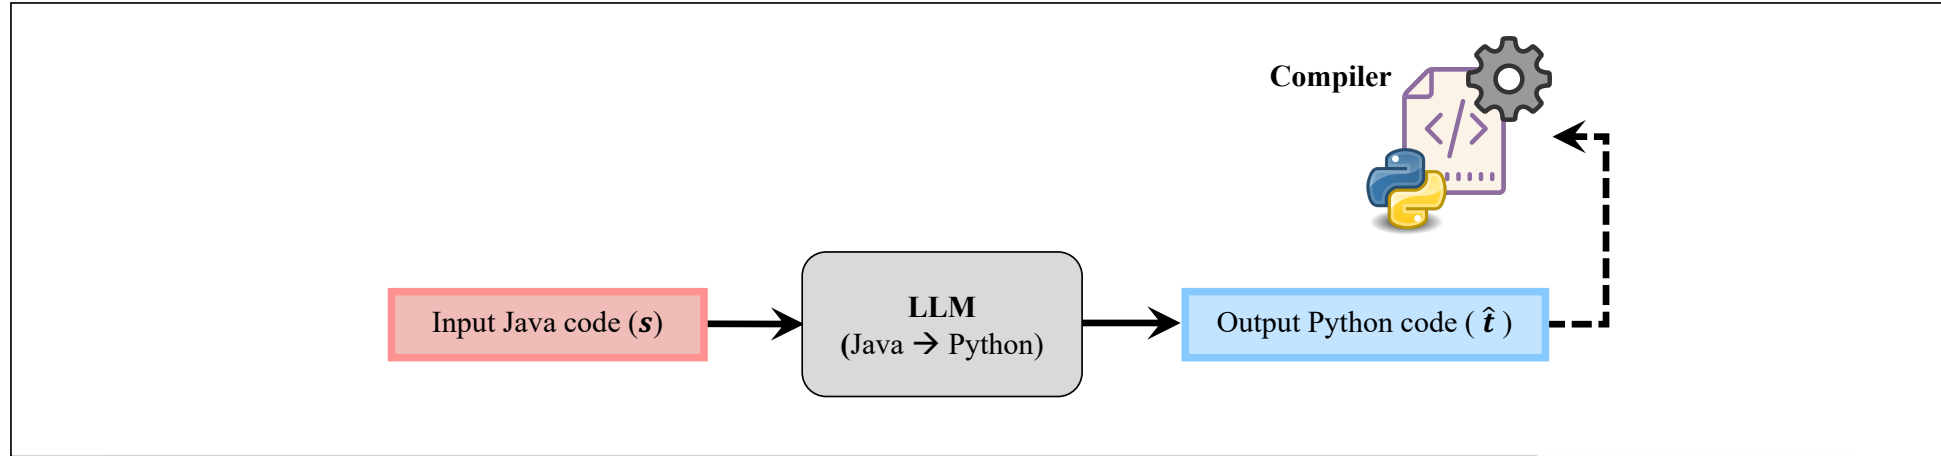 Compiler
</>
Input Java code (s)
LLM
(Java → Python)
Output Python code ( t̂ )